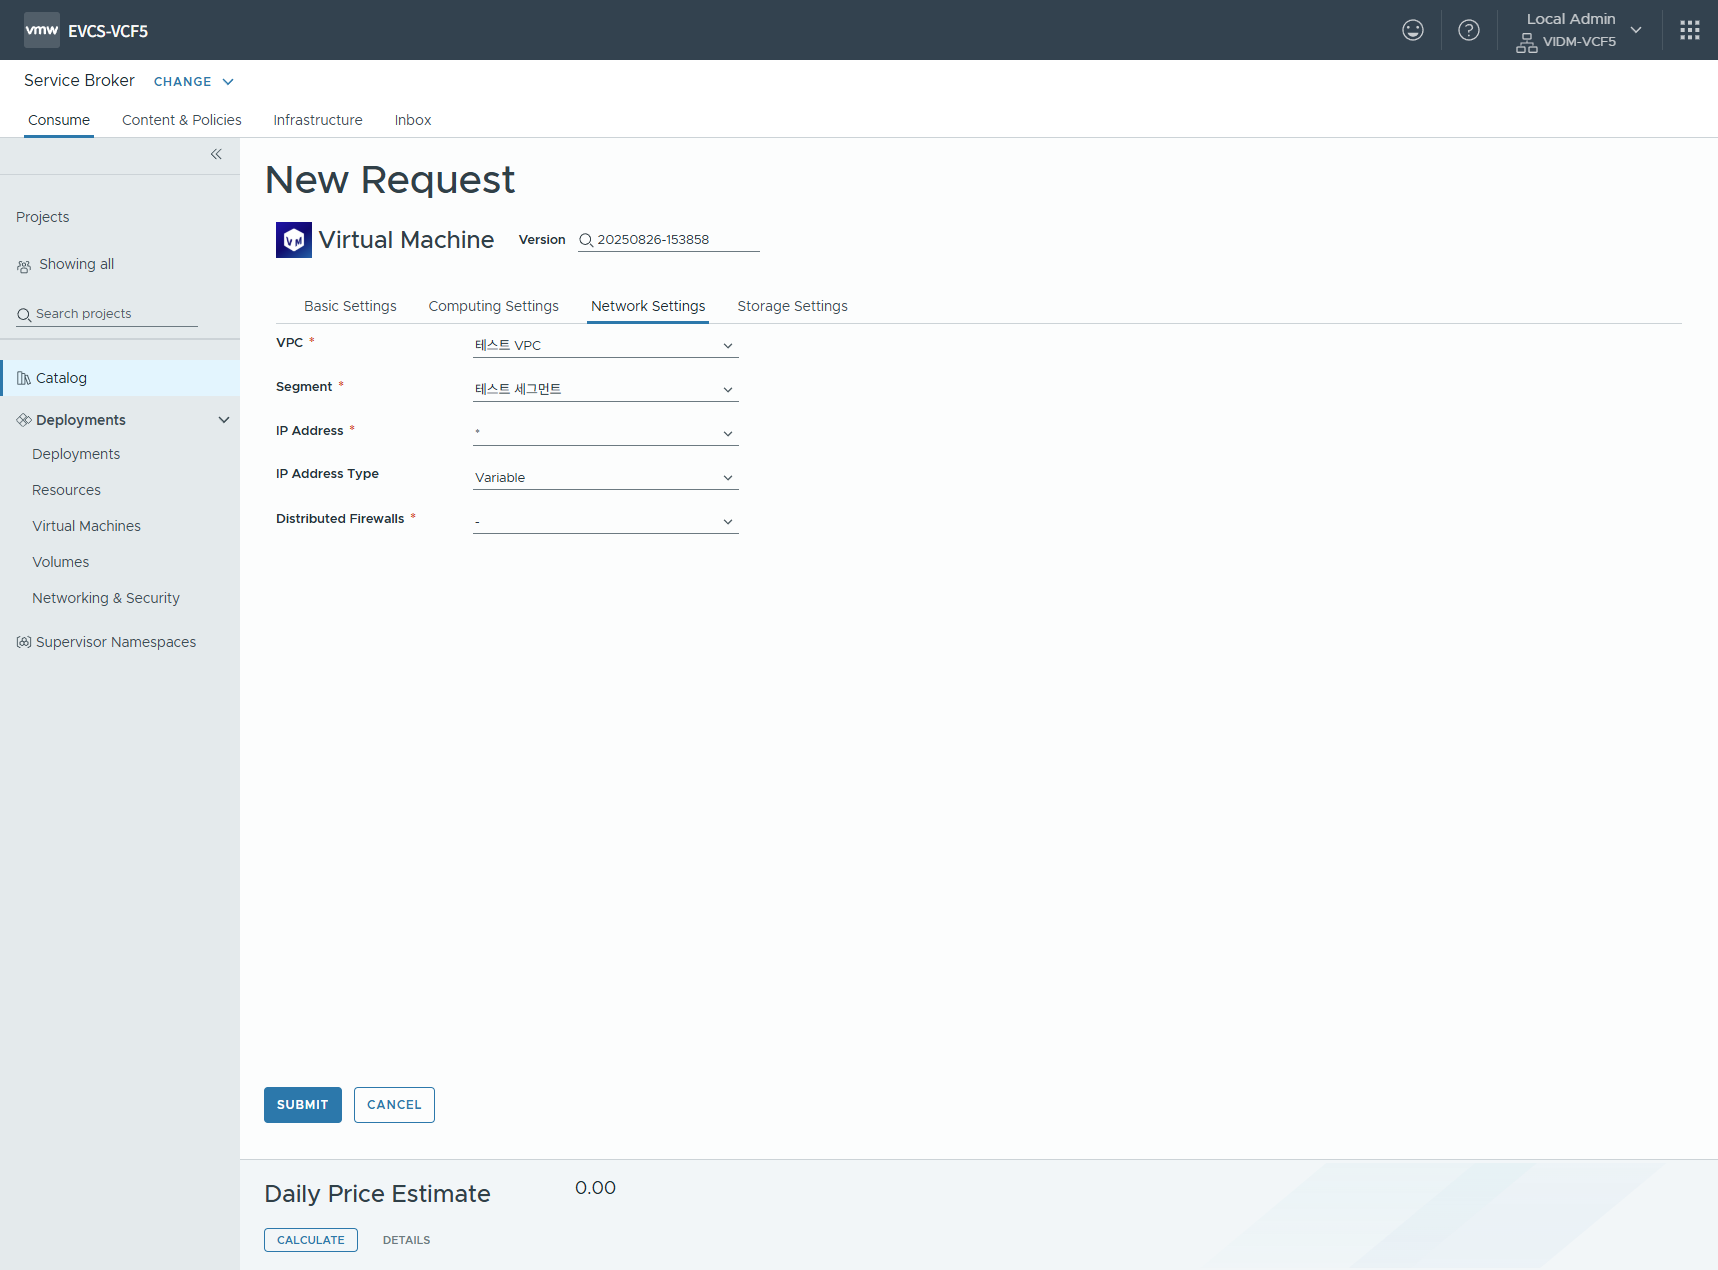 vmw EVCS-VCF5
Local Admin
VIDM-VCF5
Service Broker CHANGE
Consume Content & Policies Infrastructure Inbox
Projects
Showing all
Search projects
Catalog
Deployments
Deployments
Resources
Virtual Machines
Volumes
Networking & Security
Supervisor Namespaces
New Request
VM Virtual Machine Version 20250826-153858
Basic Settings Computing Settings Network Settings Storage Settings
VPC * 테스트 VPC
Segment * 테스트 세그먼트
IP Address * *
IP Address Type Variable
Distributed Firewalls * -
SUBMIT CANCEL
Daily Price Estimate 0.00
CALCULATE DETAILS